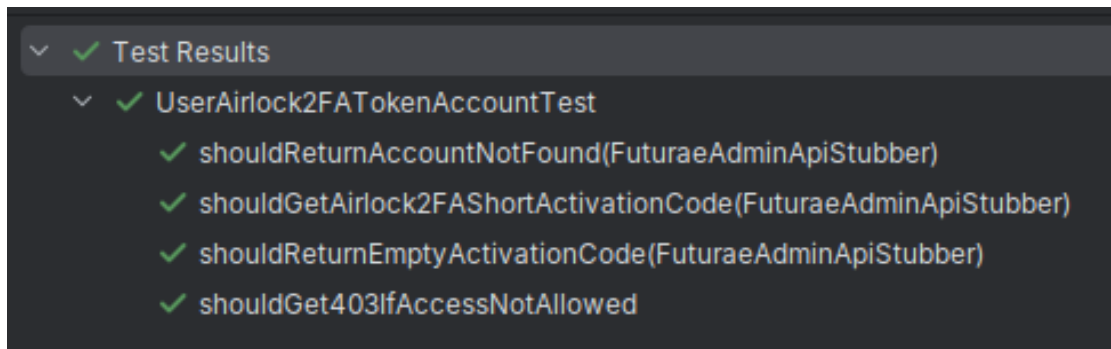 Test Results
UserAirlock2FATokenAccountTest
shouldReturnAccountNotFound(FuturaeAdminApiStubber)
shouldGetAirlock2FAShortActivationCode(FuturaeAdminApiStubber)
shouldReturnEmptyActivationCode(FuturaeAdminApiStubber)
shouldGet403IfAccessNotAllowed